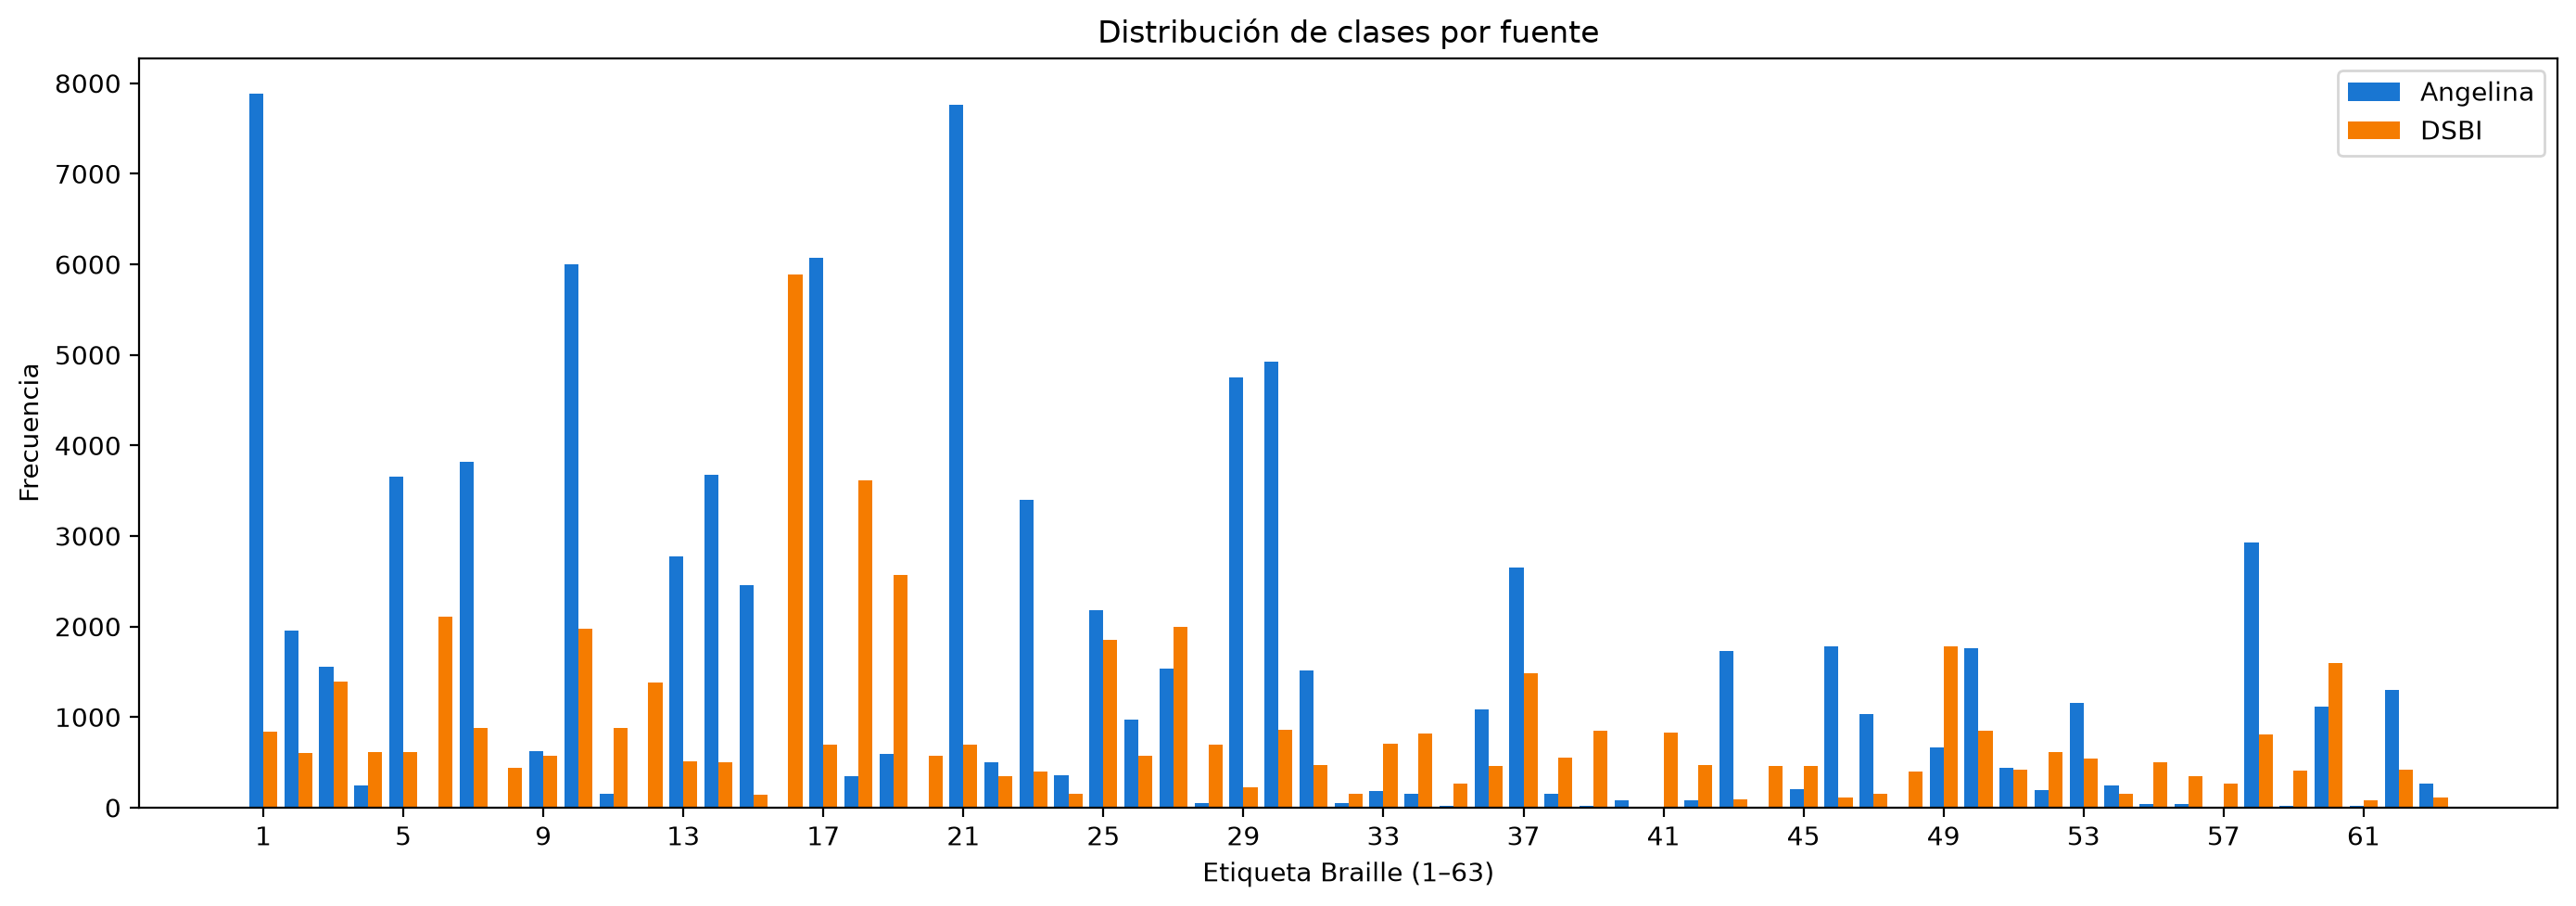 Distribución de clases por fuente
Angelina
DSBI
Frecuencia
8000
7000
6000
5000
4000
3000
2000
1000
0
1 5 9 13 17 21 25 29 33 37 41 45 49 53 57 61
Etiqueta Braille (1–63)